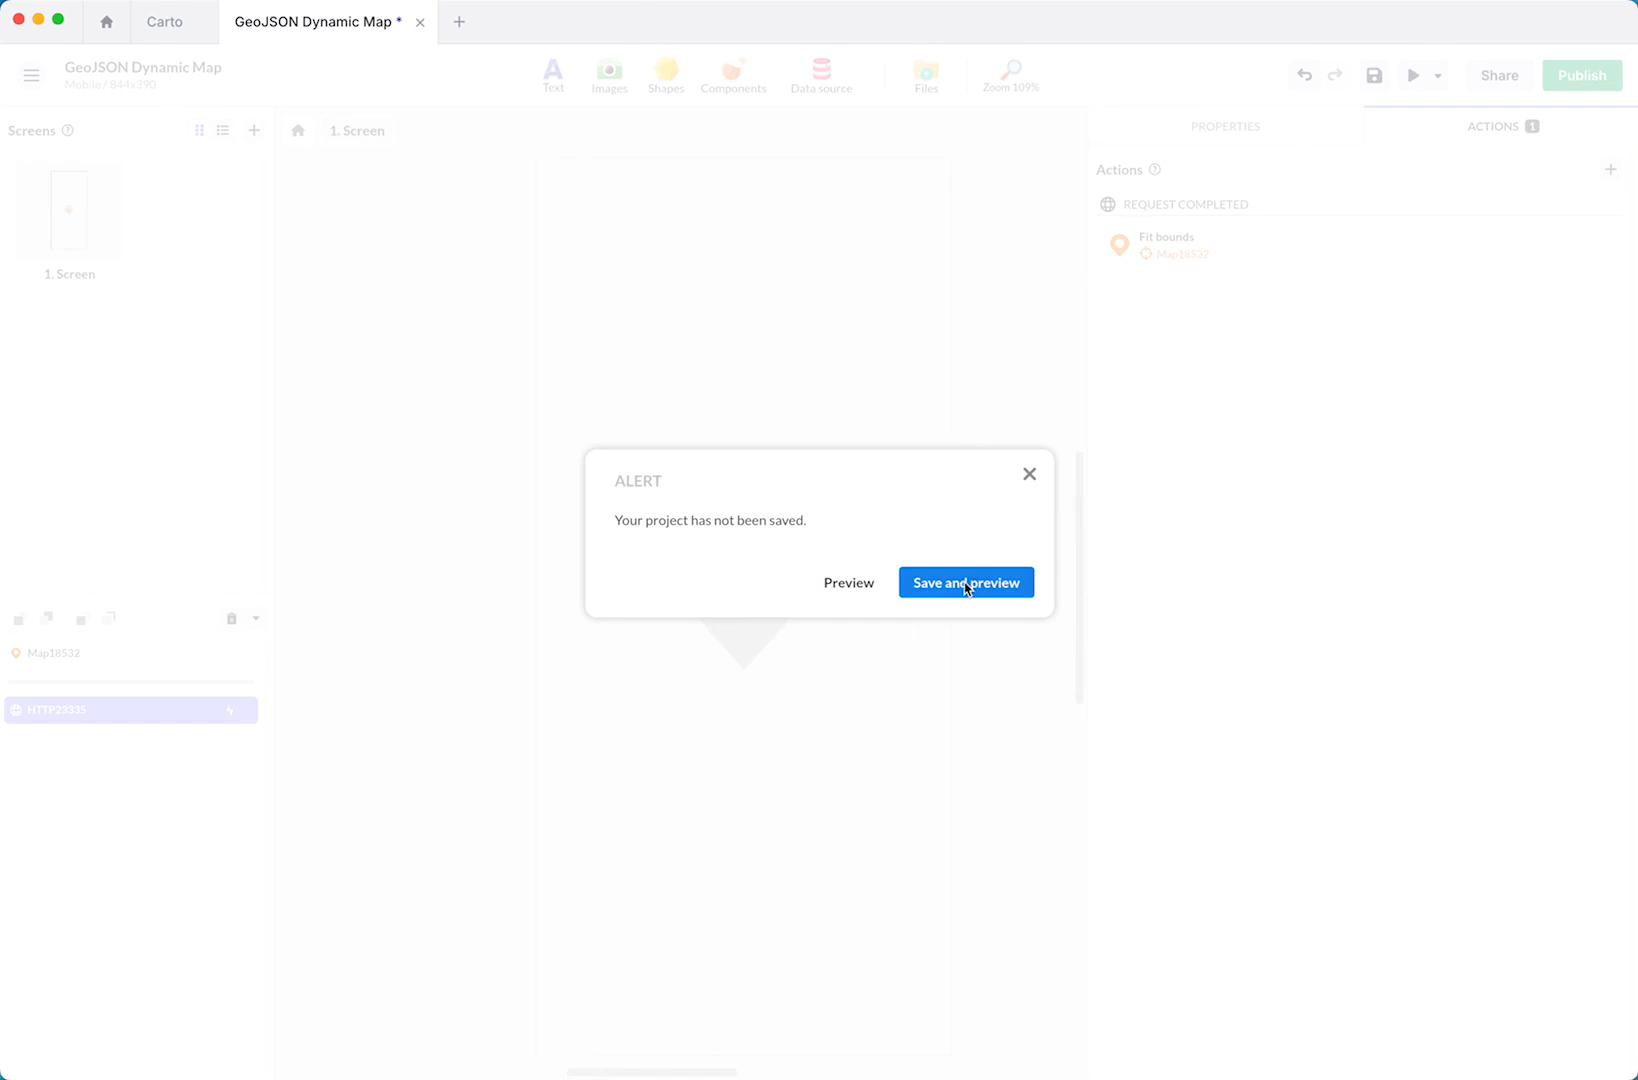 Carto
GeoJSON Dynamic Map *
GeoJSON Dynamic Map
Mobile / 844x390
Text
Images
Shapes
Components
Data source
Files
Zoom 109%
Share
Publish
Screens
1. Screen
PROPERTIES
ACTIONS 1
Actions
REQUEST COMPLETED
Fit bounds
Map18532
1. Screen
ALERT
Your project has not been saved.
Preview
Save and preview
Map18532
HTTP23335